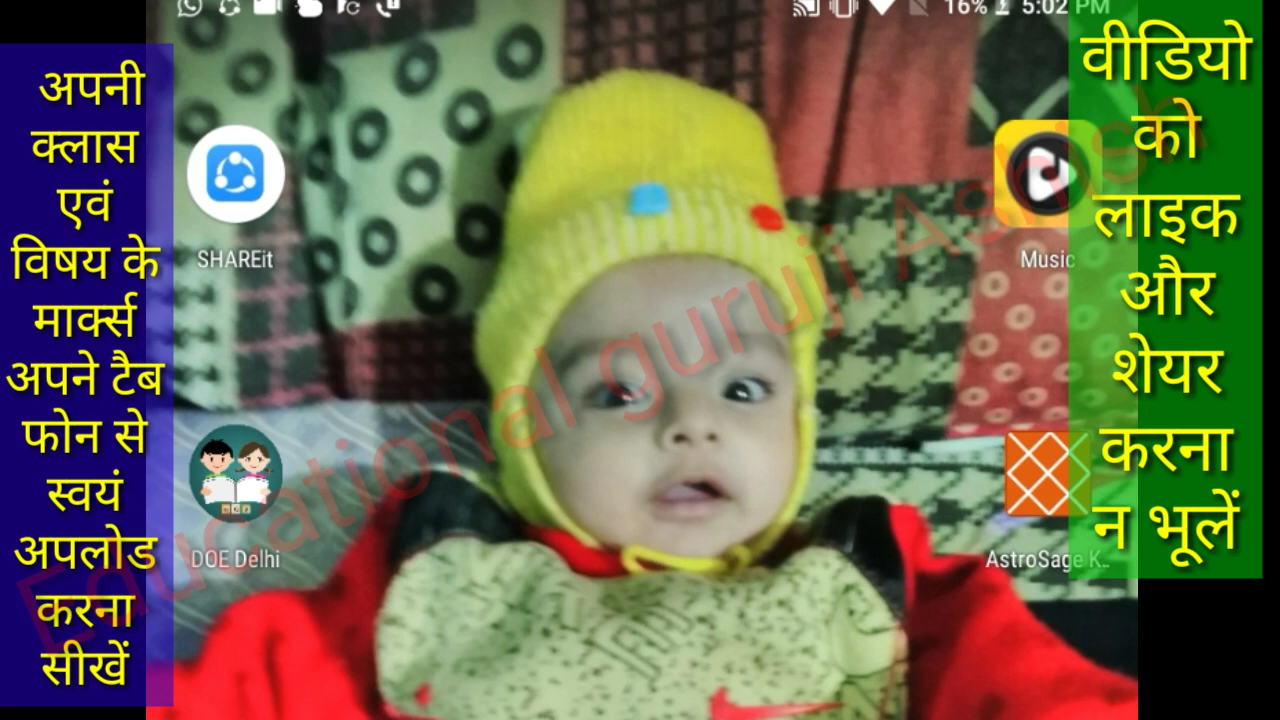 16% 5:02 PM
अपनी
क्लास
एवं
विषय के
मार्क्स
अपने टैब
फोन से
स्वयं
अपलोड
करना
सीखें
SHAREit
Music
DOE Delhi
AstroSage K..
Educational guruji Ashish
वीडियो
को
लाइक
और
शेयर
करना
न भूलें